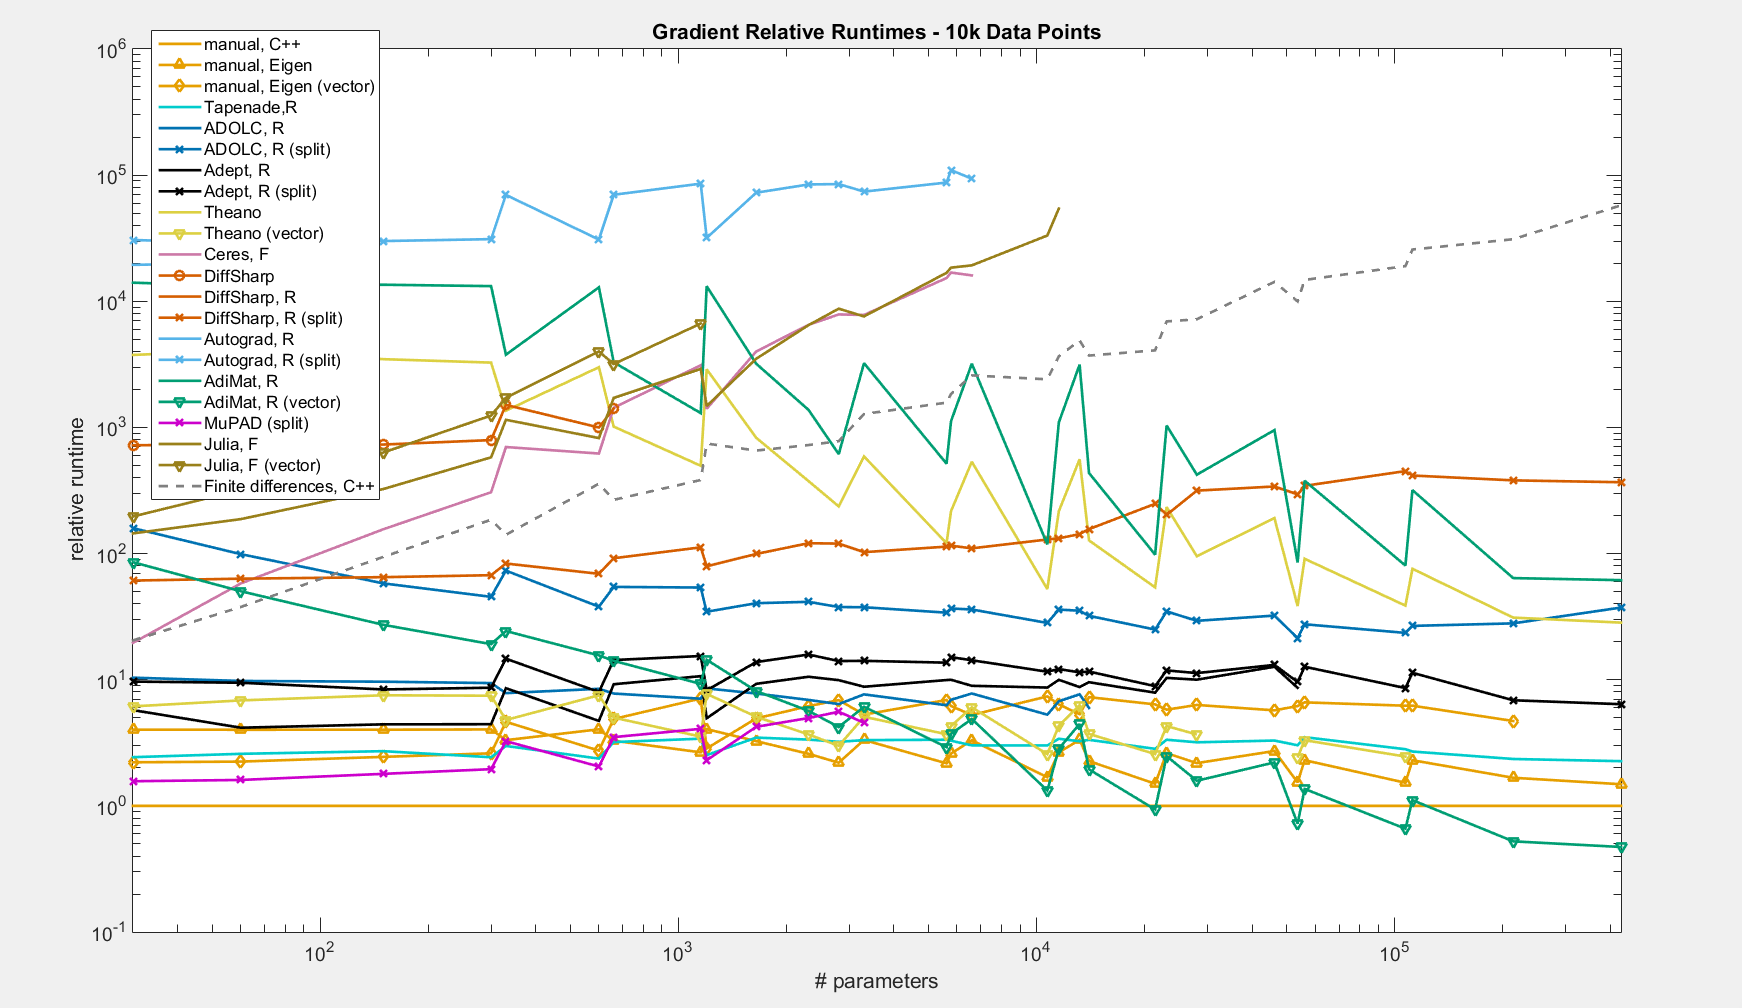 Gradient Relative Runtimes - 10k Data Points
manual, C++
manual, Eigen
manual, Eigen (vector)
Tapenade,R
ADOLC, R
ADOLC, R (split)
Adept, R
Adept, R (split)
Theano
Theano (vector)
Ceres, F
DiffSharp
DiffSharp, R
DiffSharp, R (split)
Autograd, R
Autograd, R (split)
AdiMat, R
AdiMat, R (vector)
MuPAD (split)
Julia, F
Julia, F (vector)
Finite differences, C++
relative runtime
10^6
10^5
10^4
10^3
10^2
10^1
10^0
10^-1
10^2 10^3 10^4 10^5
# parameters